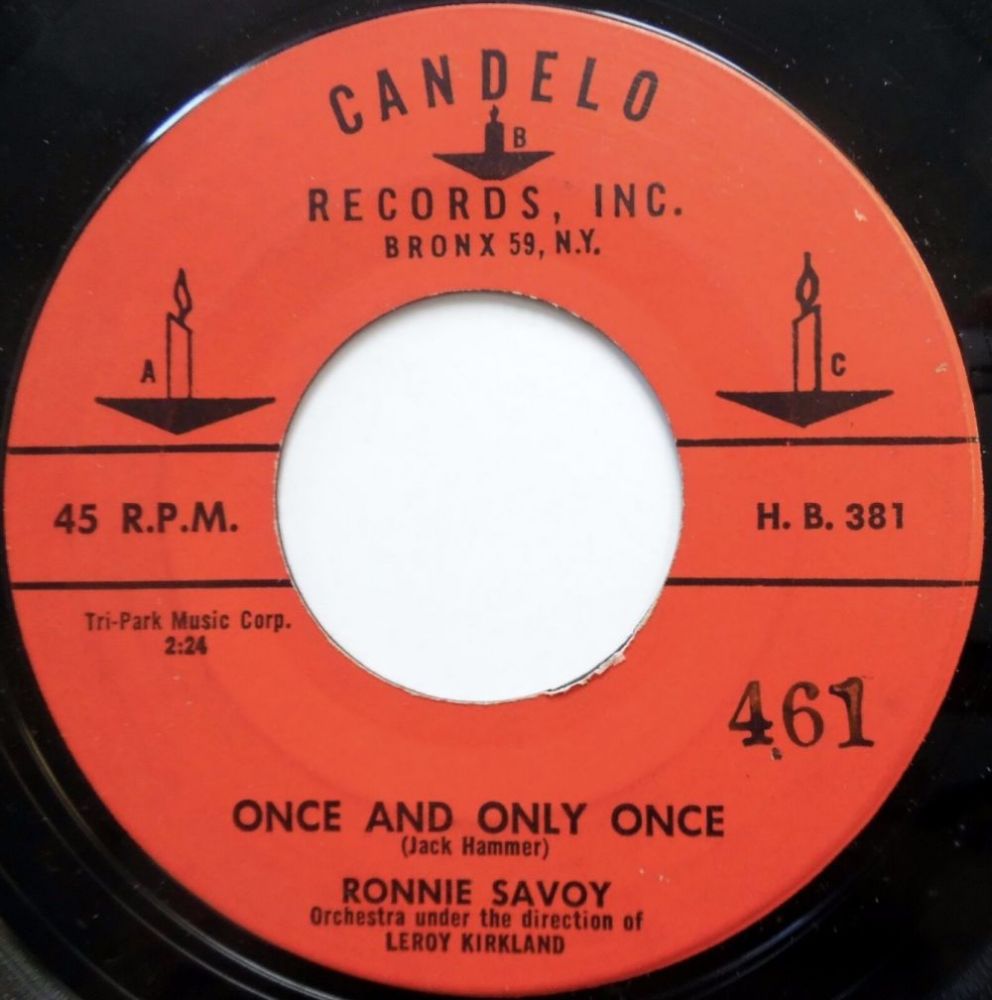 CANDELO
B
RECORDS, INC.
BRONX 59, N.Y.
A
C
45 R.P.M.
H. B. 381
Tri-Park Music Corp.
2:24
461
ONCE AND ONLY ONCE
(Jack Hammer)
RONNIE SAVOY
Orchestra under the direction of
LEROY KIRKLAND